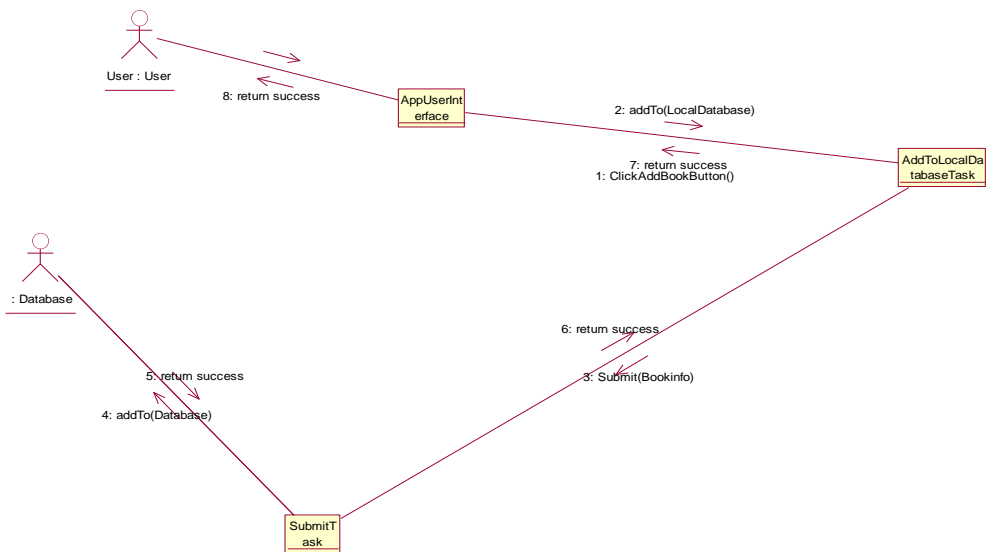 User : User
8: return success
AppUserInt
erface
2: addTo(LocalDatabase)
7: return success
1: ClickAddBookButton()
AddToLocalDa
tabaseTask
: Database
6: return success
3: Submit(Bookinfo)
5: return success
4: addTo(Database)
SubmitT
ask